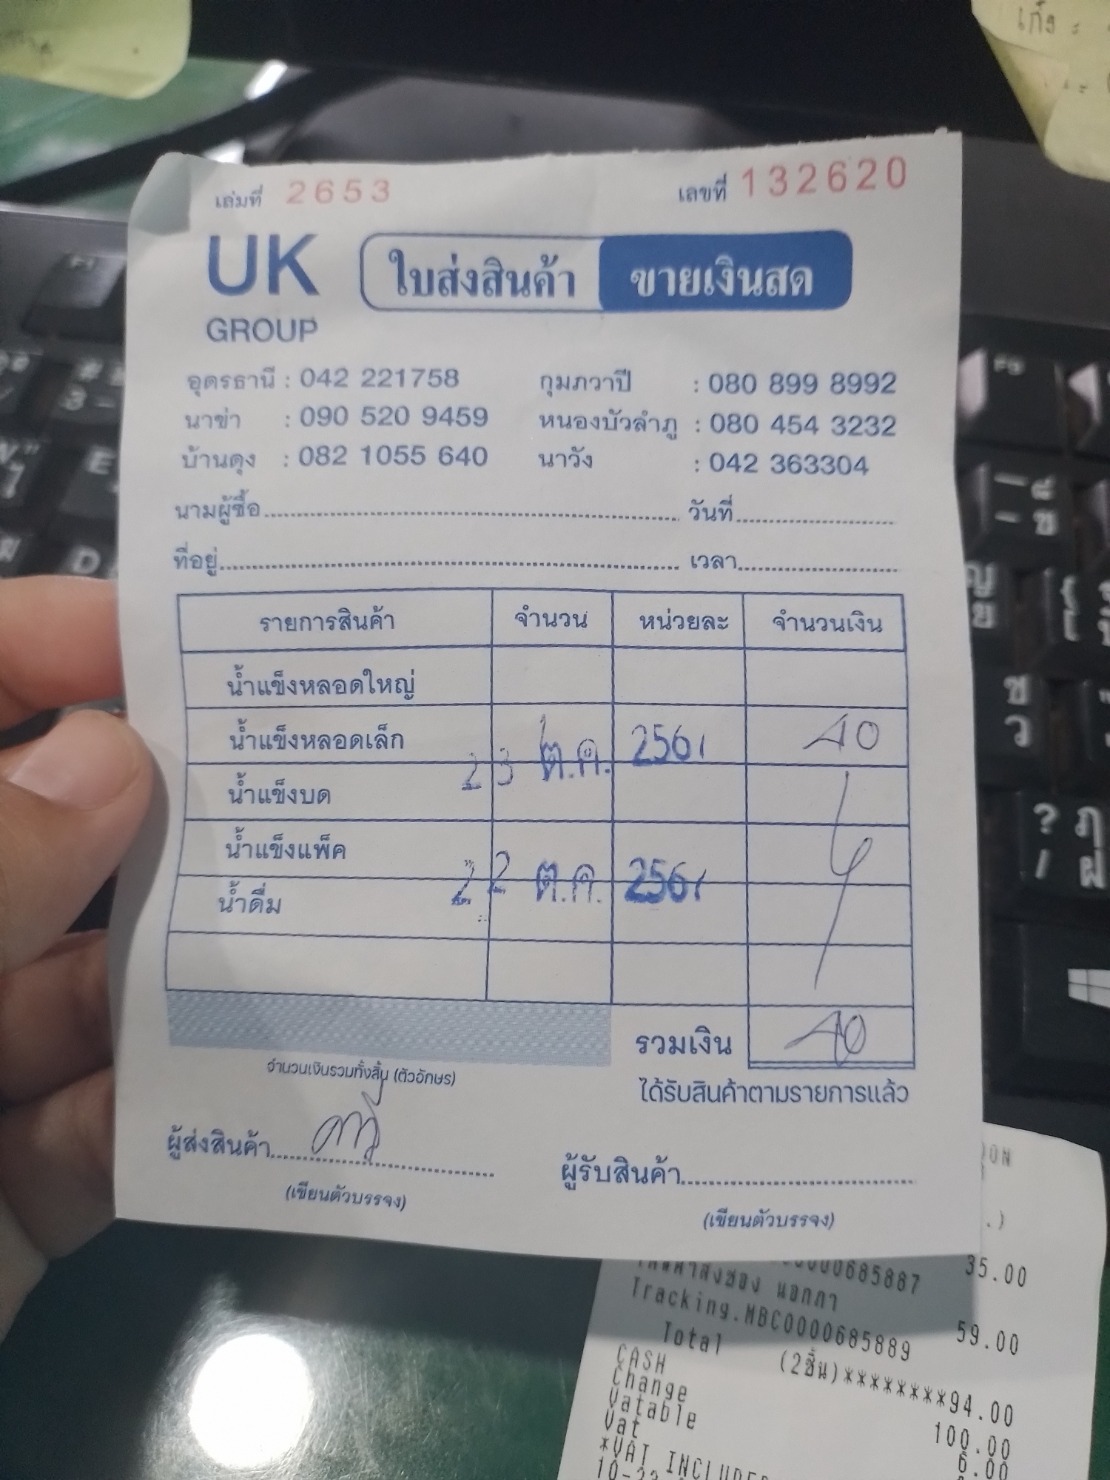 เล่มที่ 2653 เลขที่ 132620
UK GROUP
ใบส่งสินค้า ขายเงินสด
อุดรธานี : 042 221758 กุมภวาปี : 080 899 8992
นาข่า : 090 520 9459 หนองบัวลำภู : 080 454 3232
บ้านดุง : 082 1055 640 นาวัง : 042 363304
นามผู้ซื้อ วันที่
ที่อยู่ เวลา
รายการสินค้า จำนวน หน่วยละ จำนวนเงิน
น้ำแข็งหลอดใหญ่
น้ำแข็งหลอดเล็ก 40
23 ต.ค. 2561
น้ำแข็งบด
น้ำแข็งแพ็ค
22 ต.ค. 2561
น้ำดื่ม
รวมเงิน 40
จำนวนเงินรวมทั้งสิ้น (ตัวอักษร)
ได้รับสินค้าตามรายการแล้ว
ผู้ส่งสินค้า ผู้รับสินค้า
(เขียนตัวบรรจง) (เขียนตัวบรรจง)
35.00
Tracking.MBC0000685889 59.00
Total (2ชิ้น)********94.00
CASH 100.00
Change 6.00
Vatable
Vat
F9
E
D